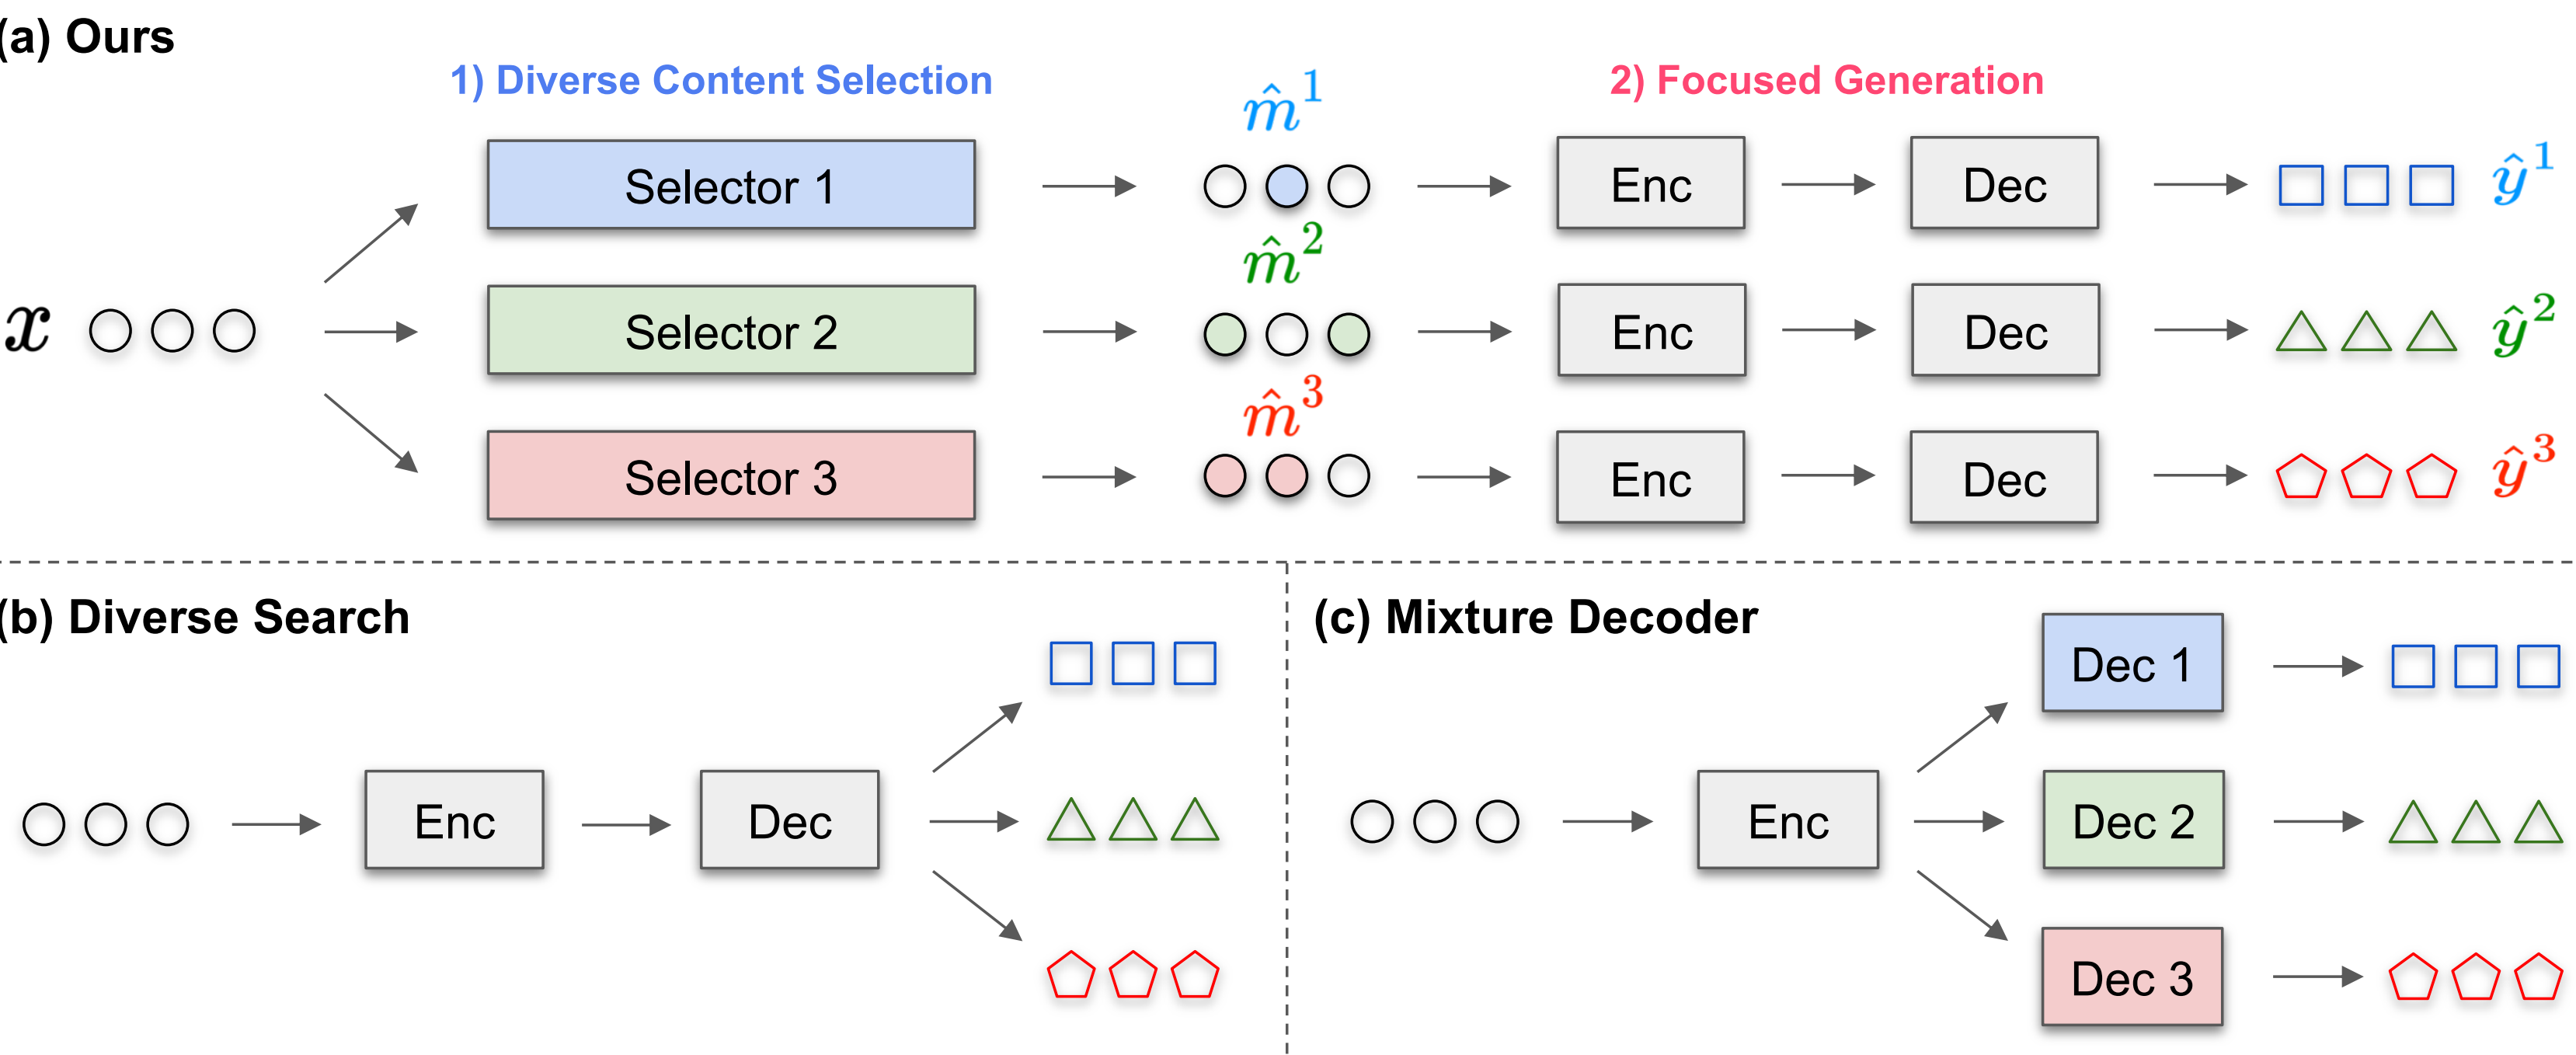 (a) Ours
1) Diverse Content Selection
2) Focused Generation
m̂¹
Selector 1
Enc
Dec
ŷ¹
m̂²
x
Selector 2
Enc
Dec
ŷ²
m̂³
Selector 3
Enc
Dec
ŷ³
(b) Diverse Search
Enc
Dec
(c) Mixture Decoder
Enc
Dec 1
Dec 2
Dec 3